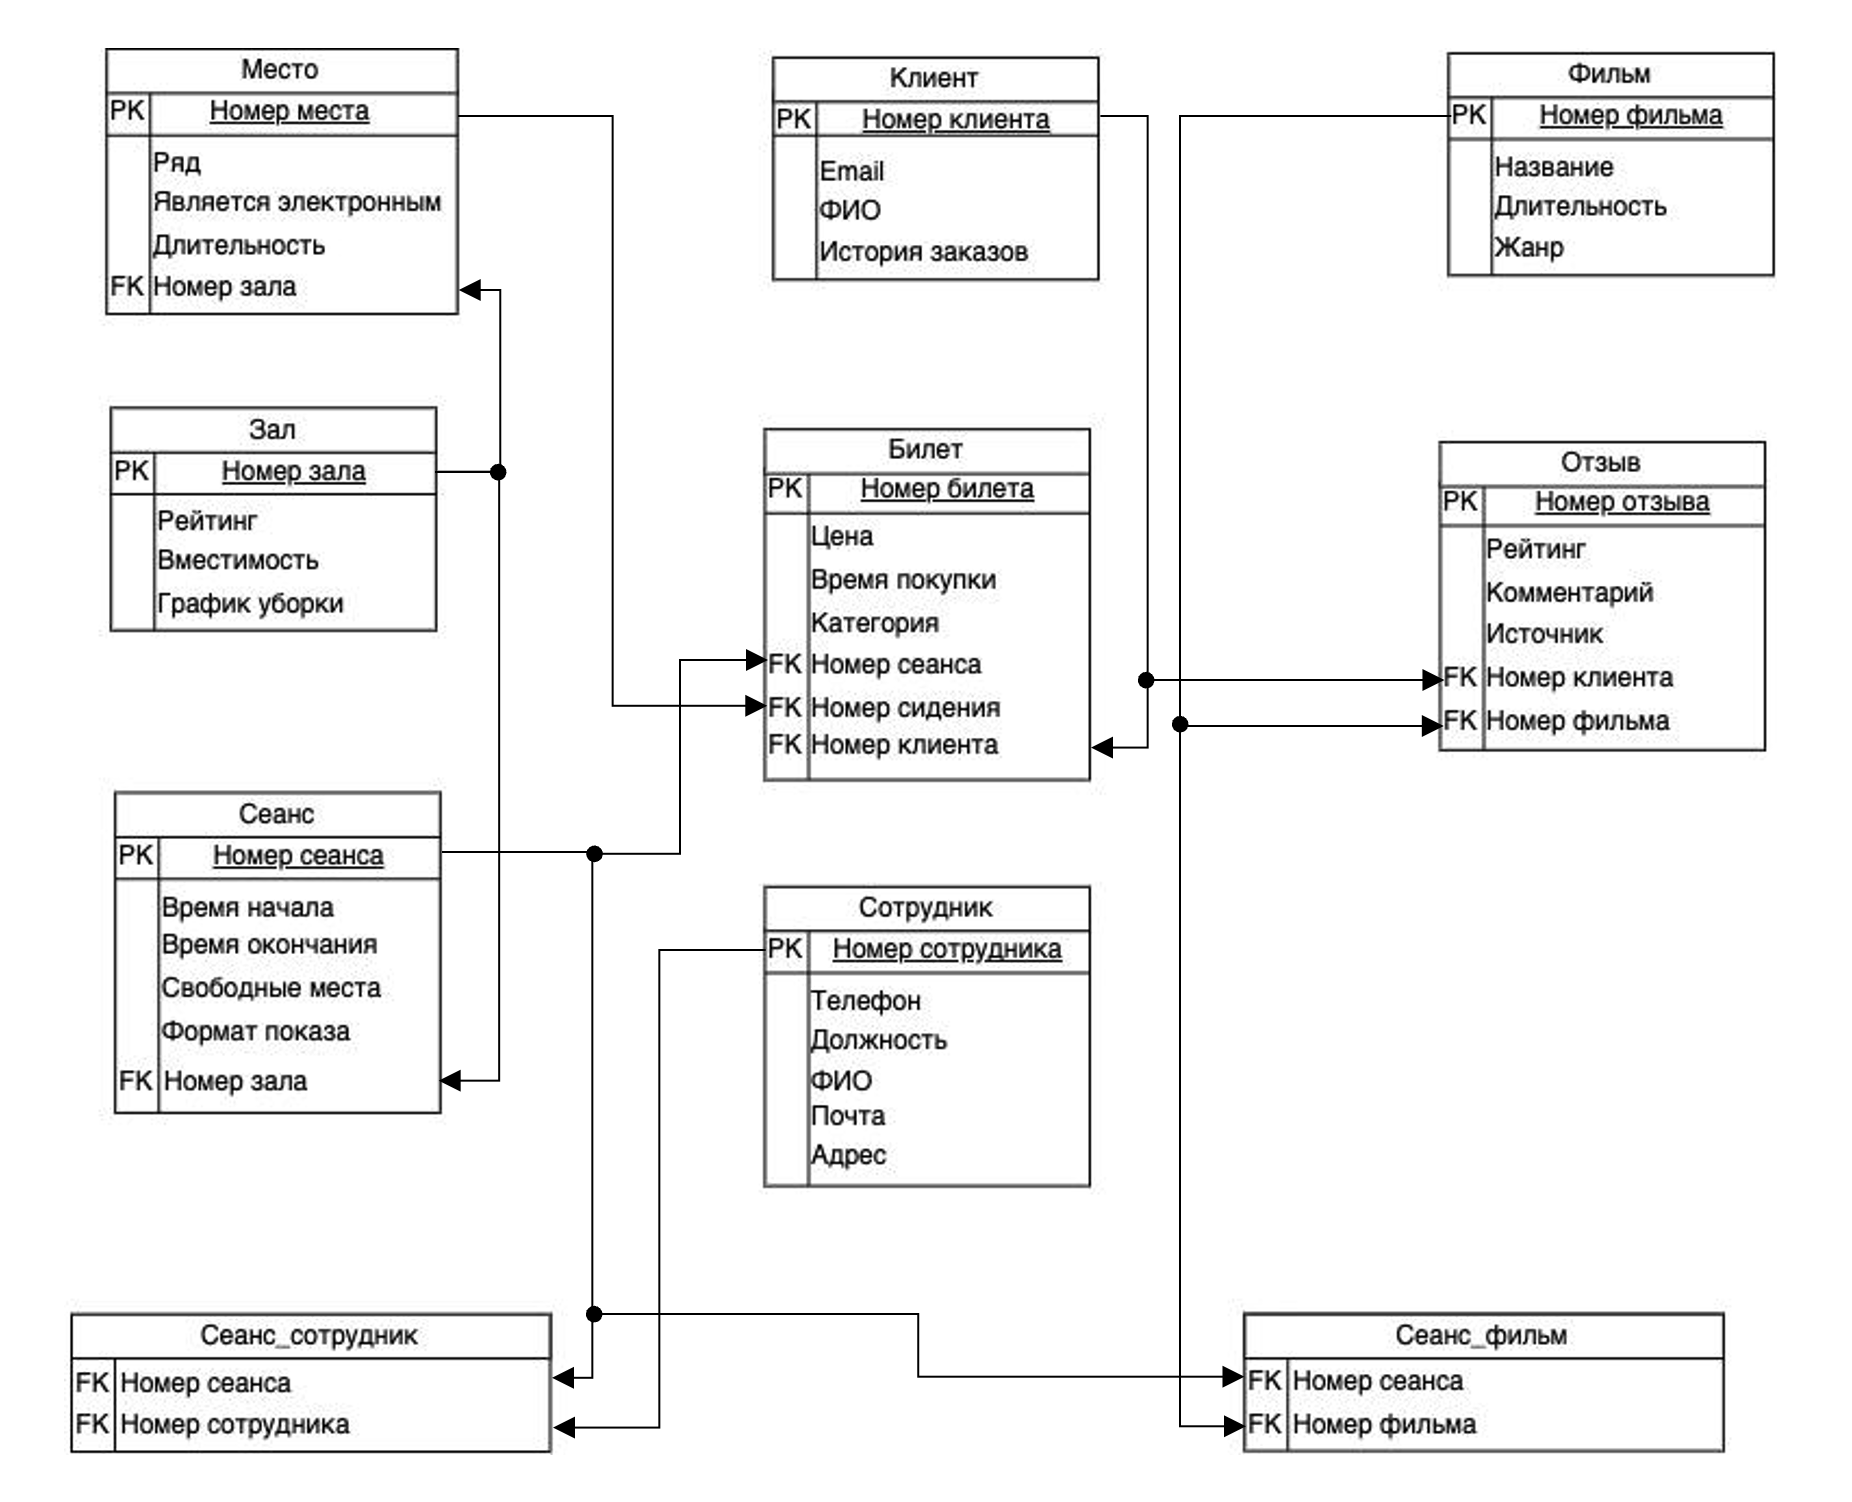 Место
PK Номер места
Ряд
Является электронным
Длительность
FK Номер зала
Клиент
PK Номер клиента
Email
ФИО
История заказов
Фильм
PK Номер фильма
Название
Длительность
Жанр
Зал
PK Номер зала
Рейтинг
Вместимость
График уборки
Билет
PK Номер билета
Цена
Время покупки
Категория
FK Номер сеанса
FK Номер сидения
FK Номер клиента
Отзыв
PK Номер отзыва
Рейтинг
Комментарий
Источник
FK Номер клиента
FK Номер фильма
Сеанс
PK Номер сеанса
Время начала
Время окончания
Свободные места
Формат показа
FK Номер зала
Сотрудник
PK Номер сотрудника
Телефон
Должность
ФИО
Почта
Адрес
Сеанс_сотрудник
FK Номер сеанса
FK Номер сотрудника
Сеанс_фильм
FK Номер сеанса
FK Номер фильма